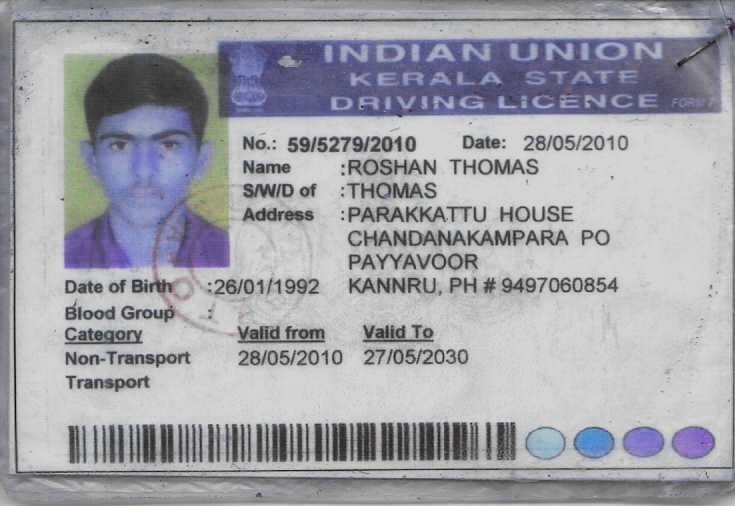 INDIAN UNION
KERALA STATE
DRIVING LICENCE FORM 7
No.: 59/5279/2010 Date: 28/05/2010
Name :ROSHAN THOMAS
S/W/D of :THOMAS
Address :PARAKKATTU HOUSE
CHANDANAKAMPARA PO
PAYYAVOOR
KANNRU, PH # 9497060854
Date of Birth :26/01/1992
Blood Group :
Category Valid from Valid To
Non-Transport 28/05/2010 27/05/2030
Transport